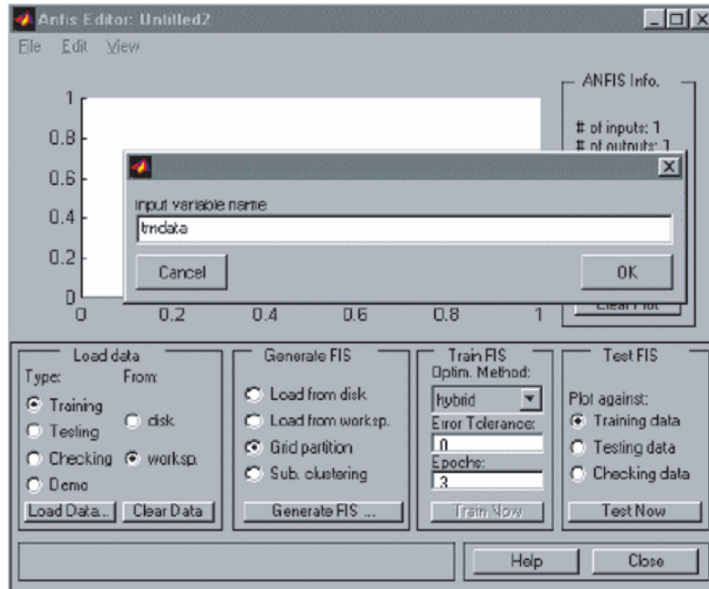 Anfis Editor: Untitled2
File Edit View
ANFIS Info.
1
0.8
0.6
0.4
0.2
0
0 0.2 0.4 0.6 0.8 1
# of inputs: 1
# of outputs: 1
input variable name
trndata
Cancel OK
Clear Plot
Load data
Type: From:
Training
Testing
Checking
Demo
disk
worksp.
Load Data... Clear Data
Generate FIS
Load from disk
Load from worksp.
Grid partition
Sub. clustering
Generate FIS ...
Train FIS
Optim. Method:
hybrid
Error Tolerance:
0
Epochs:
3
Train Now
Test FIS
Plot against:
Training data
Testing data
Checking data
Test Now
Help Close